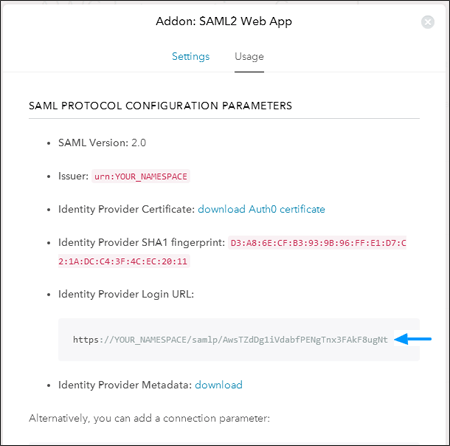 Addon: SAML2 Web App
Settings Usage
SAML PROTOCOL CONFIGURATION PARAMETERS
SAML Version: 2.0
Issuer: urn:YOUR_NAMESPACE
Identity Provider Certificate: download Auth0 certificate
Identity Provider SHA1 fingerprint: D3:A8:6E:CF:B3:93:9B:96:FF:E1:D7:C
2:1A:DC:C4:3F:4C:EC:20:11
Identity Provider Login URL:
https://YOUR_NAMESPACE/samlp/AwsTZdDg1iVdabfPENgTnx3FAkF8ugNt
Identity Provider Metadata: download
Alternatively, you can add a connection parameter: